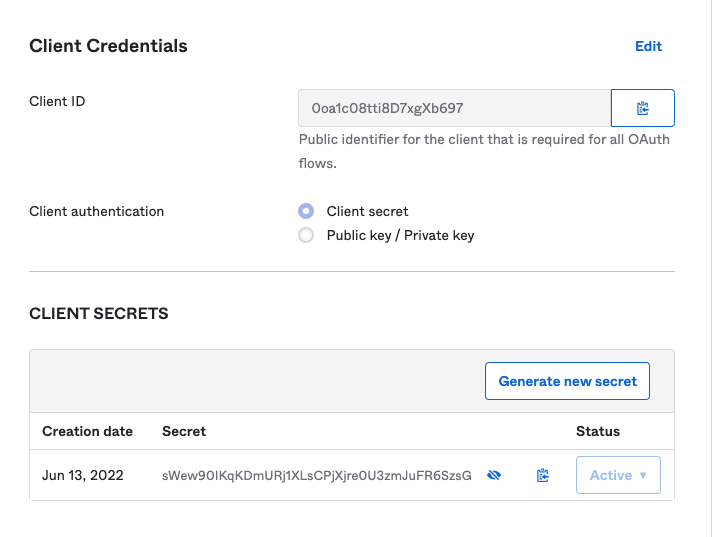 Client Credentials
Edit
Client ID
0oa1c08tti8D7xgXb697
Public identifier for the client that is required for all OAuth
flows.
Client authentication
Client secret
Public key / Private key
CLIENT SECRETS
Generate new secret
Creation date Secret Status
Jun 13, 2022 sWew90IKqKDmURj1XLsCPjXjre0U3zmJuFR6SzsG Active